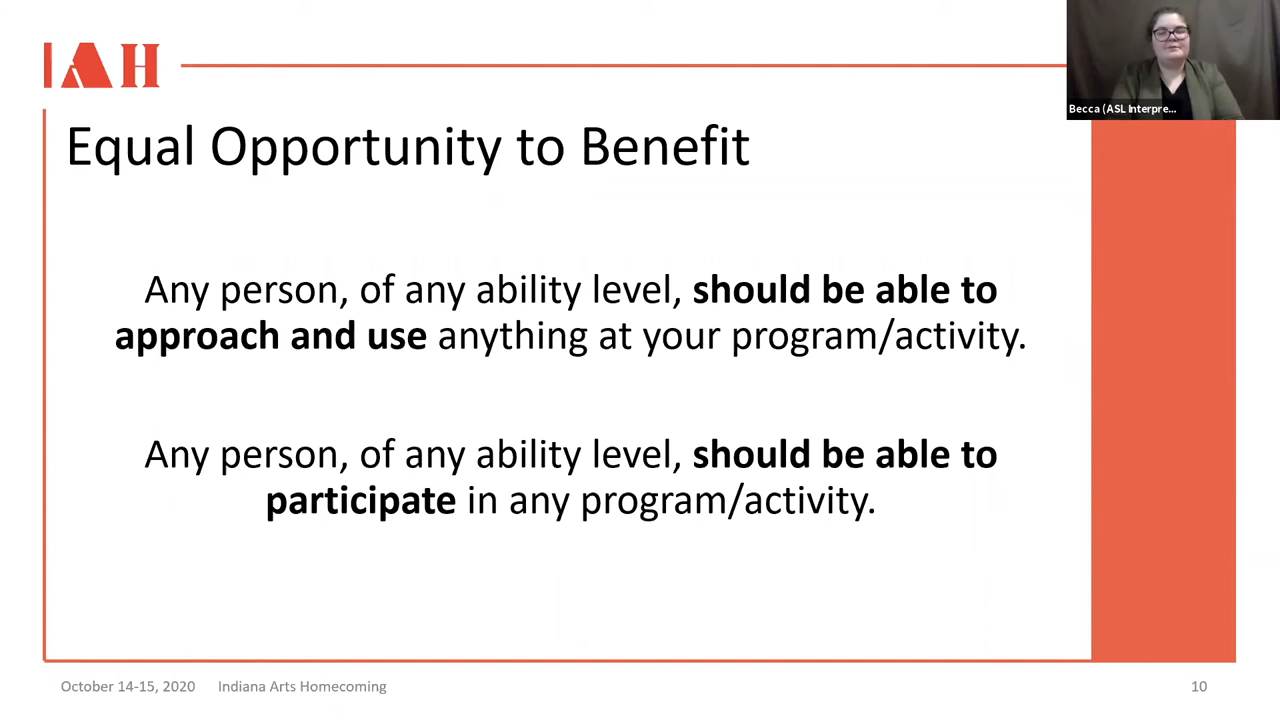 IAH
Becca (ASL Interpre...
Equal Opportunity to Benefit
Any person, of any ability level, should be able to
approach and use anything at your program/activity.
Any person, of any ability level, should be able to
participate in any program/activity.
October 14-15, 2020 Indiana Arts Homecoming 10